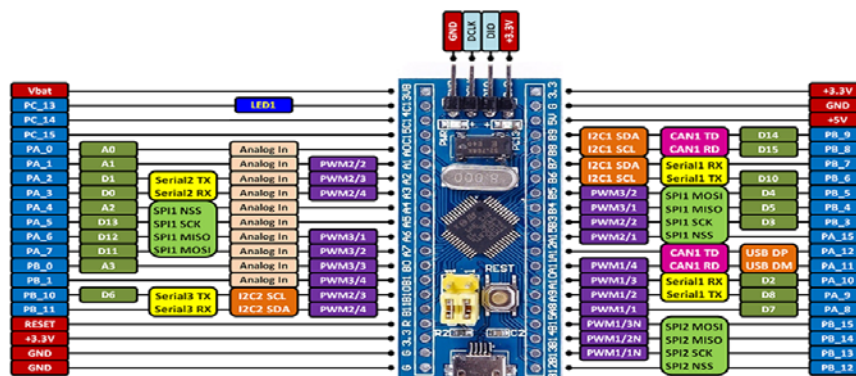 GND DCLK DIO +3.3V
Vbat +3.3V
PC_13 LED1 GND
PC_14 +5V
PC_15 I2C1 SDA CAN1 TD D14 PB_9
PA_0 A0 Analog In I2C1 SCL CAN1 RD D15 PB_8
PA_1 A1 Analog In PWM2/2 I2C1 SDA Serial1 RX PB_7
PA_2 D1 Serial2 TX Analog In PWM2/3 I2C1 SCL Serial1 TX D10 PB_6
PA_3 D0 Serial2 RX Analog In PWM2/4 PWM3/2 SPI1 MOSI D4 PB_5
PA_4 A2 SPI1 NSS Analog In PWM3/1 SPI1 MISO D5 PB_4
PA_5 D13 SPI1 SCK Analog In PWM2/2 SPI1 SCK D3 PB_3
PA_6 D12 SPI1 MISO Analog In PWM3/1 PWM2/1 SPI1 NSS PA_15
PA_7 D11 SPI1 MOSI Analog In PWM3/2 CAN1 TD USB DP PA_12
PB_0 A3 Analog In PWM3/3 PWM1/4 CAN1 RD USB DM PA_11
PB_1 Analog In PWM3/4 PWM1/3 Serial1 RX D2 PA_10
PB_10 D6 Serial3 TX I2C2 SCL PWM2/3 PWM1/2 Serial1 TX D8 PA_9
PB_11 Serial3 RX I2C2 SDA PWM2/4 PWM1/1 D7 PA_8
RESET PWM1/3N SPI2 MOSI PB_15
+3.3V PWM1/2N SPI2 MISO PB_14
GND PWM1/1N SPI2 SCK PB_13
GND SPI2 NSS PB_12
PWR
PC13
8.000
REST
R2
C2